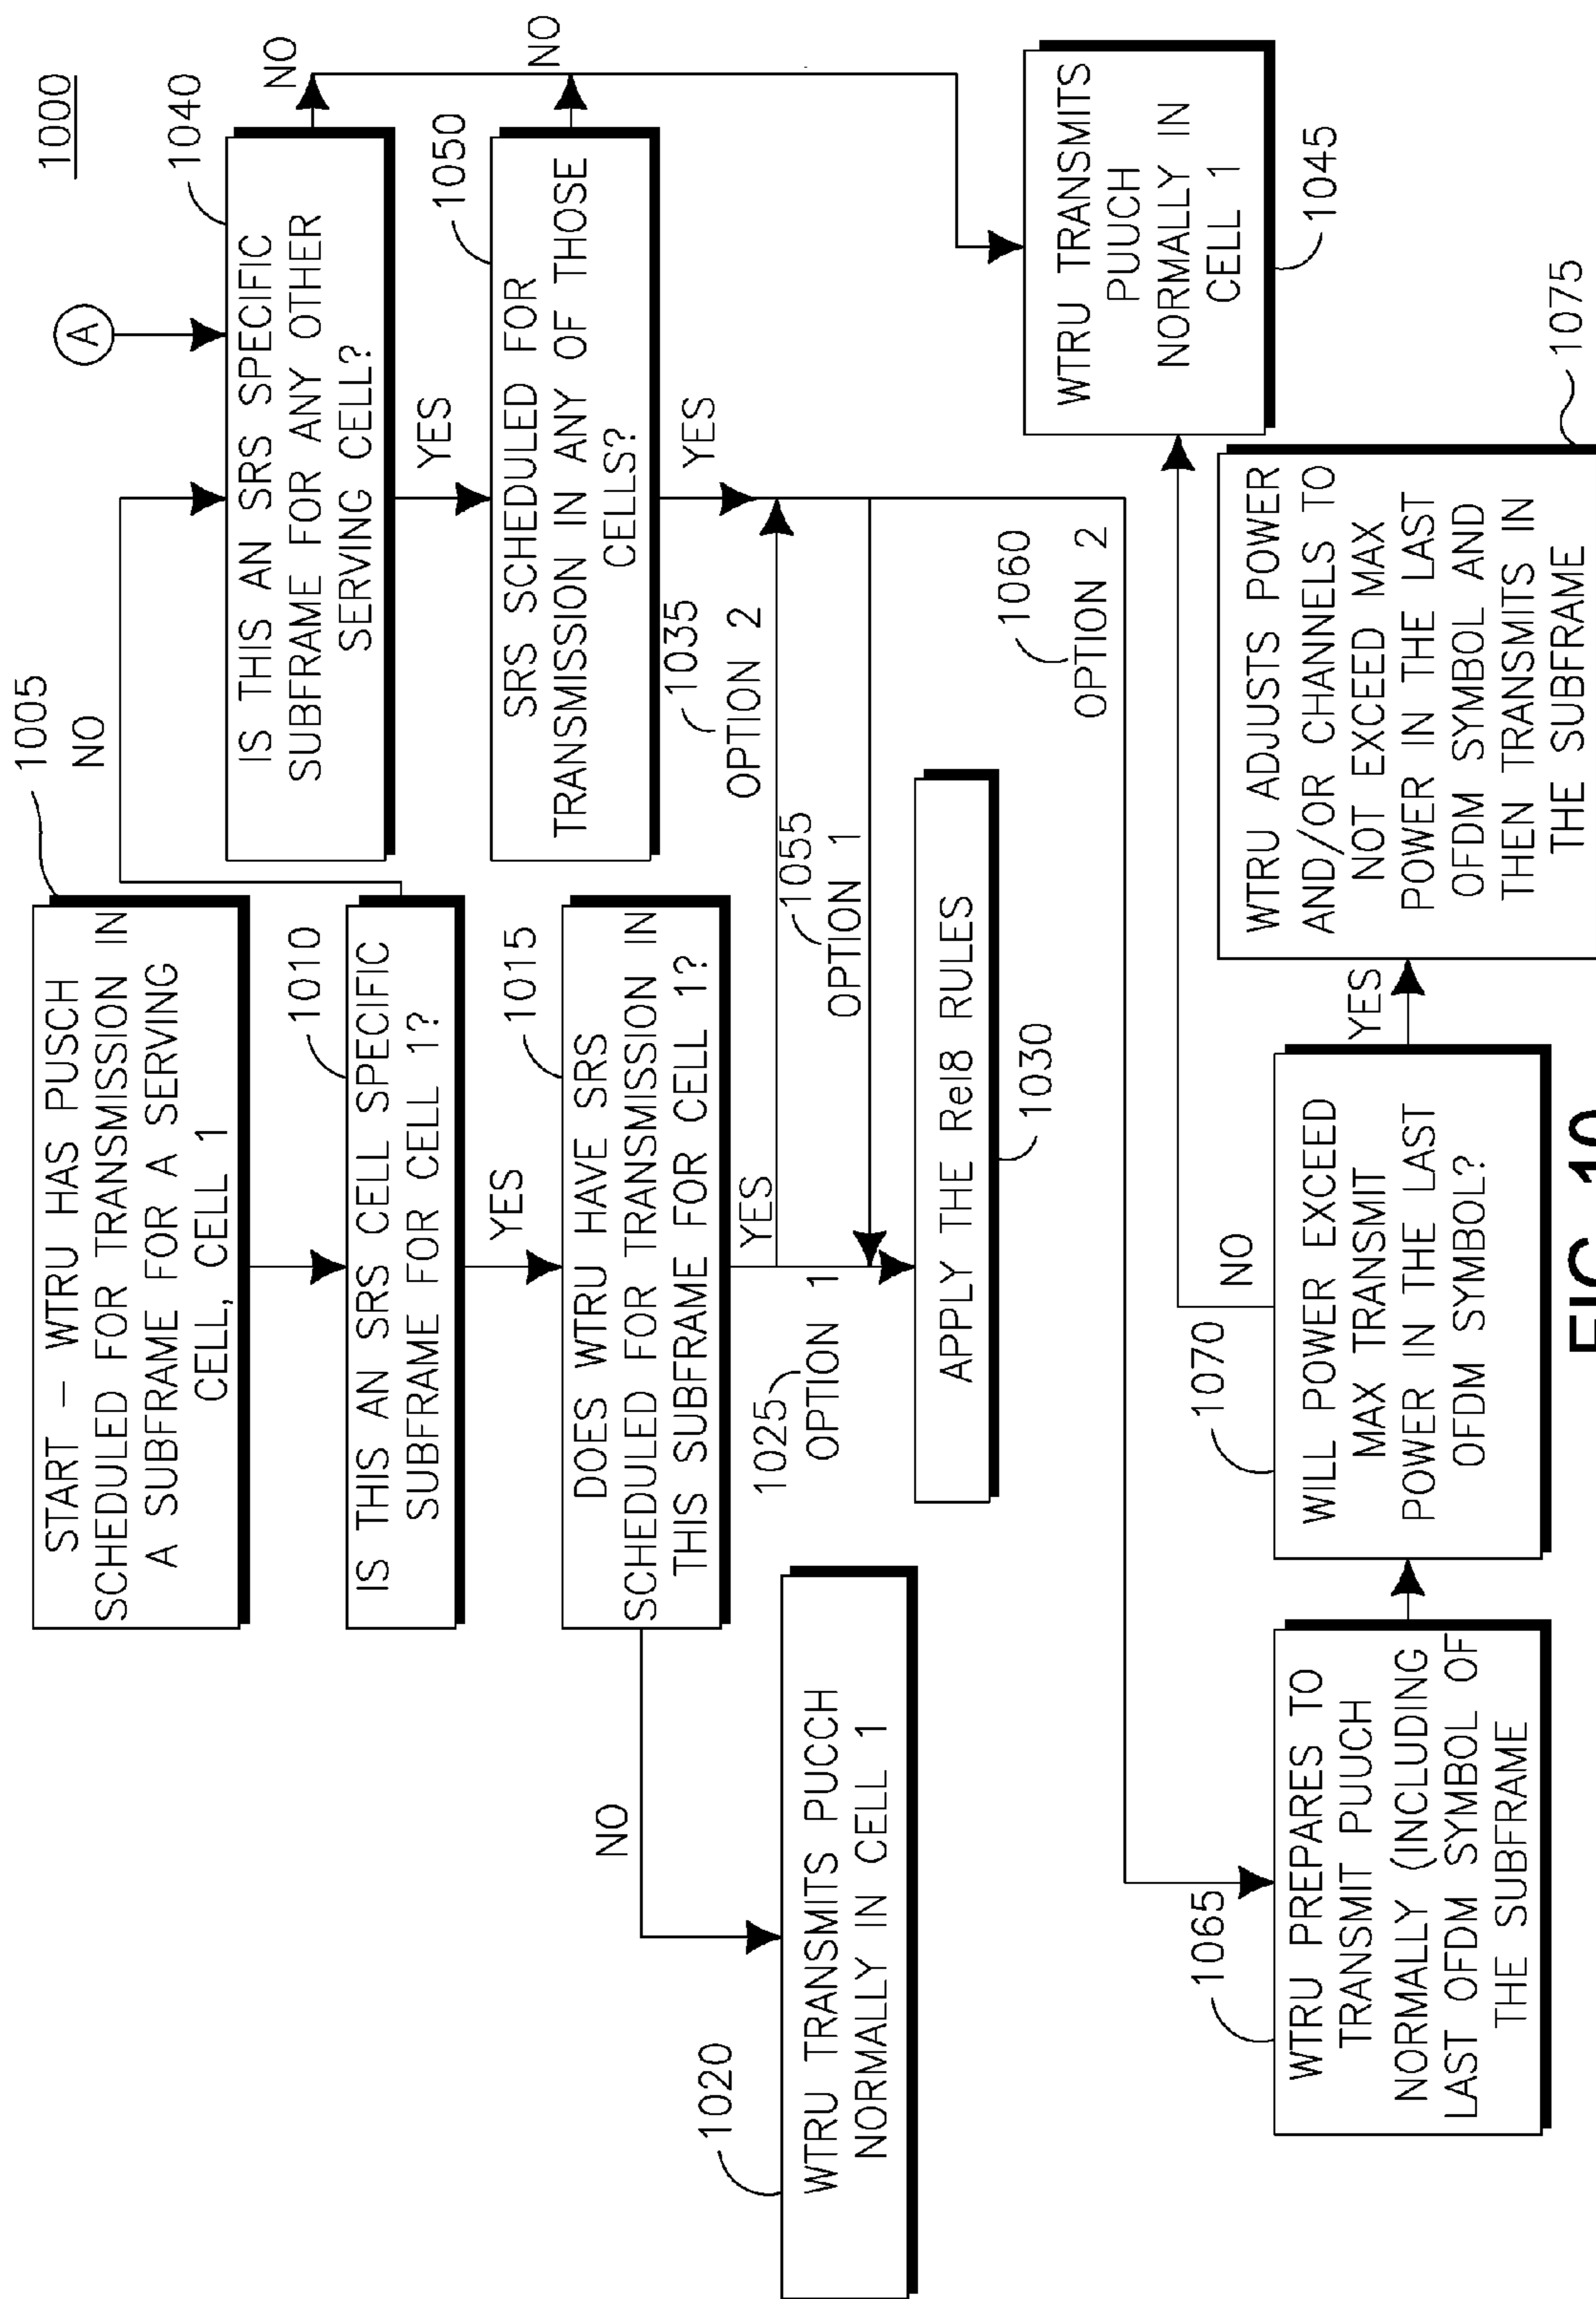 1000
1005
START – WTRU HAS PUSCH
SCHEDULED FOR TRANSMISSION IN
A SUBFRAME FOR A SERVING
CELL, CELL 1
NO
1010
IS THIS AN SRS CELL SPECIFIC
SUBFRAME FOR CELL 1?
YES
1015
DOES WTRU HAVE SRS
SCHEDULED FOR TRANSMISSION IN
THIS SUBFRAME FOR CELL 1?
NO
1020
WTRU TRANSMITS PUCCH
NORMALLY IN CELL 1
YES
1025
OPTION 1
1030
APPLY THE Rel8 RULES
1035
OPTION 2
A
1040
IS THIS AN SRS SPECIFIC
SUBFRAME FOR ANY OTHER
SERVING CELL?
NO
YES
1050
SRS SCHEDULED FOR
TRANSMISSION IN ANY OF THOSE
CELLS?
NO
YES
1055
OPTION 1
1060
OPTION 2
WTRU TRANSMITS
PUUCH
NORMALLY IN
CELL 1
1045
1065
WTRU PREPARES TO
TRANSMIT PUUCH
NORMALLY (INCLUDING
LAST OFDM SYMBOL OF
THE SUBFRAME
1070
WILL POWER EXCEED
MAX TRANSMIT
POWER IN THE LAST
OFDM SYMBOL?
NO
YES
1075
WTRU ADJUSTS POWER
AND/OR CHANNELS TO
NOT EXCEED MAX
POWER IN THE LAST
OFDM SYMBOL AND
THEN TRANSMITS IN
THE SUBFRAME